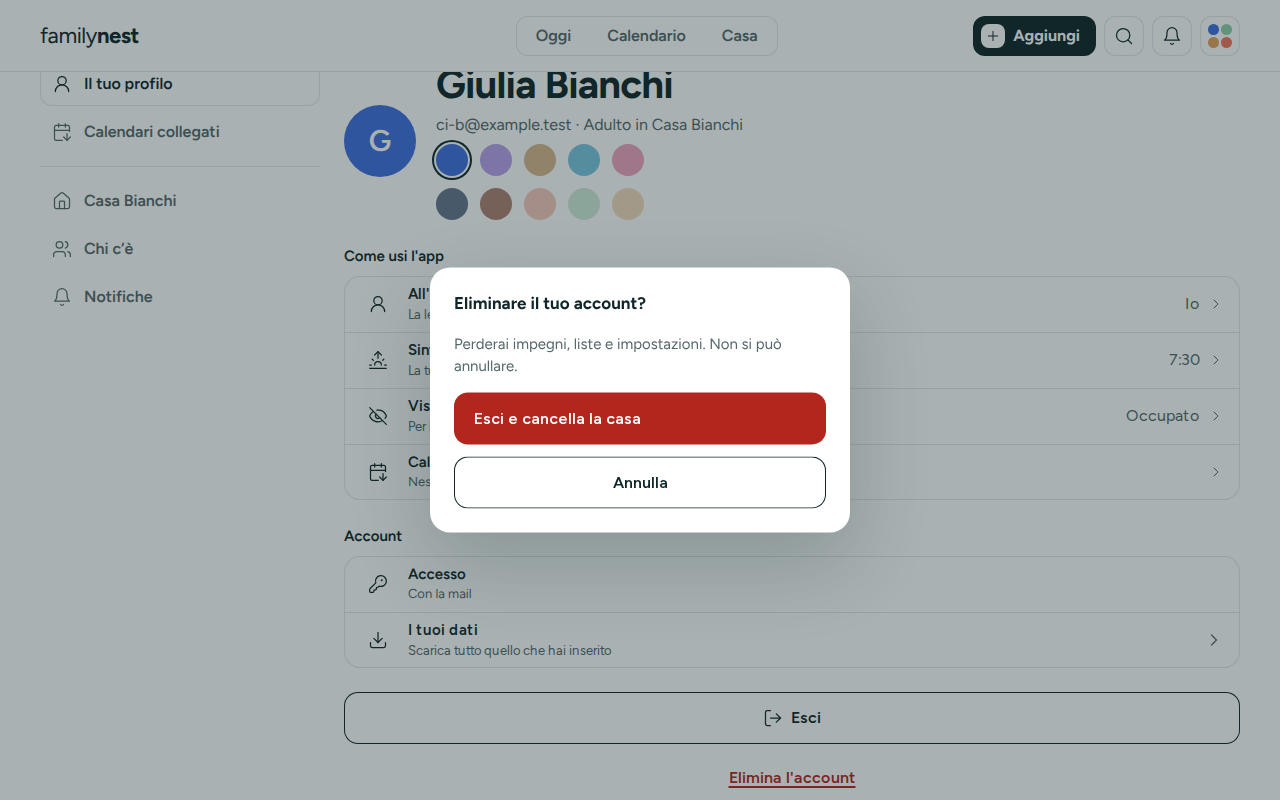 familynest
Oggi
Calendario
Casa
Aggiungi
Il tuo profilo
Calendari collegati
Casa Bianchi
Chi c'è
Notifiche
Giulia Bianchi
G
ci-b@example.test · Adulto in Casa Bianchi
Come usi l'app
Io
7:30
Occupato
Eliminare il tuo account?
Perderai impegni, liste e impostazioni. Non si può
annullare.
Esci e cancella la casa
Annulla
Account
Accesso
Con la mail
I tuoi dati
Scarica tutto quello che hai inserito
Esci
Elimina l'account